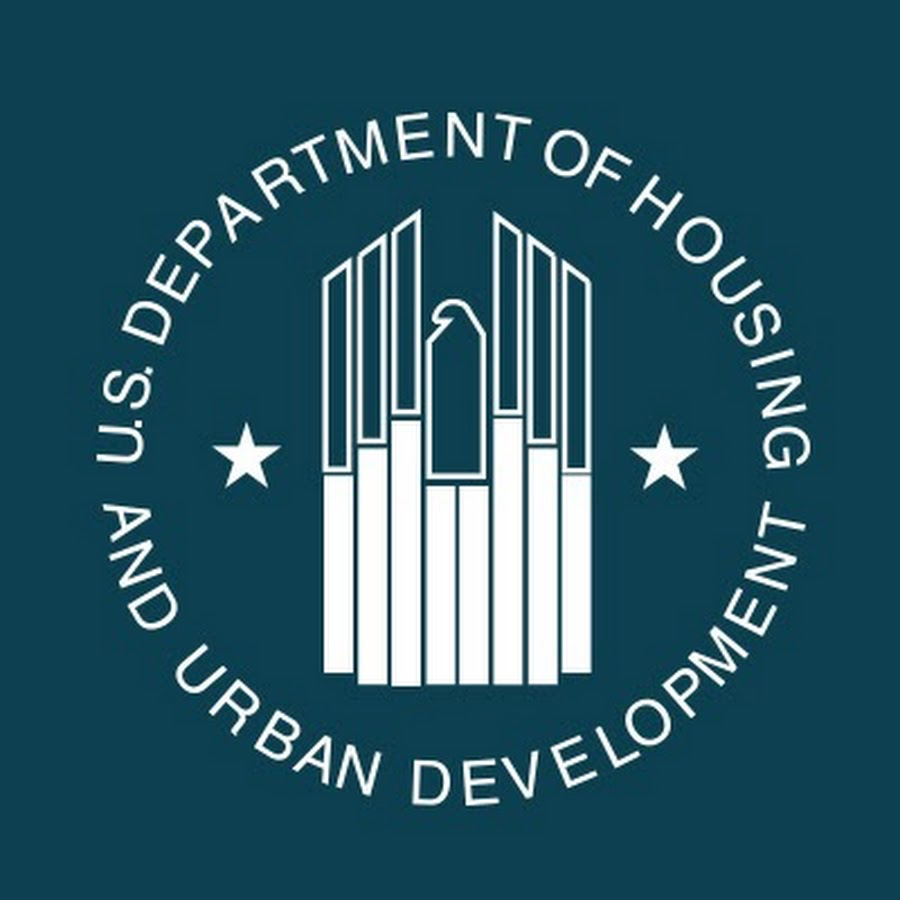 U.S. DEPARTMENT OF HOUSING
AND URBAN DEVELOPMENT